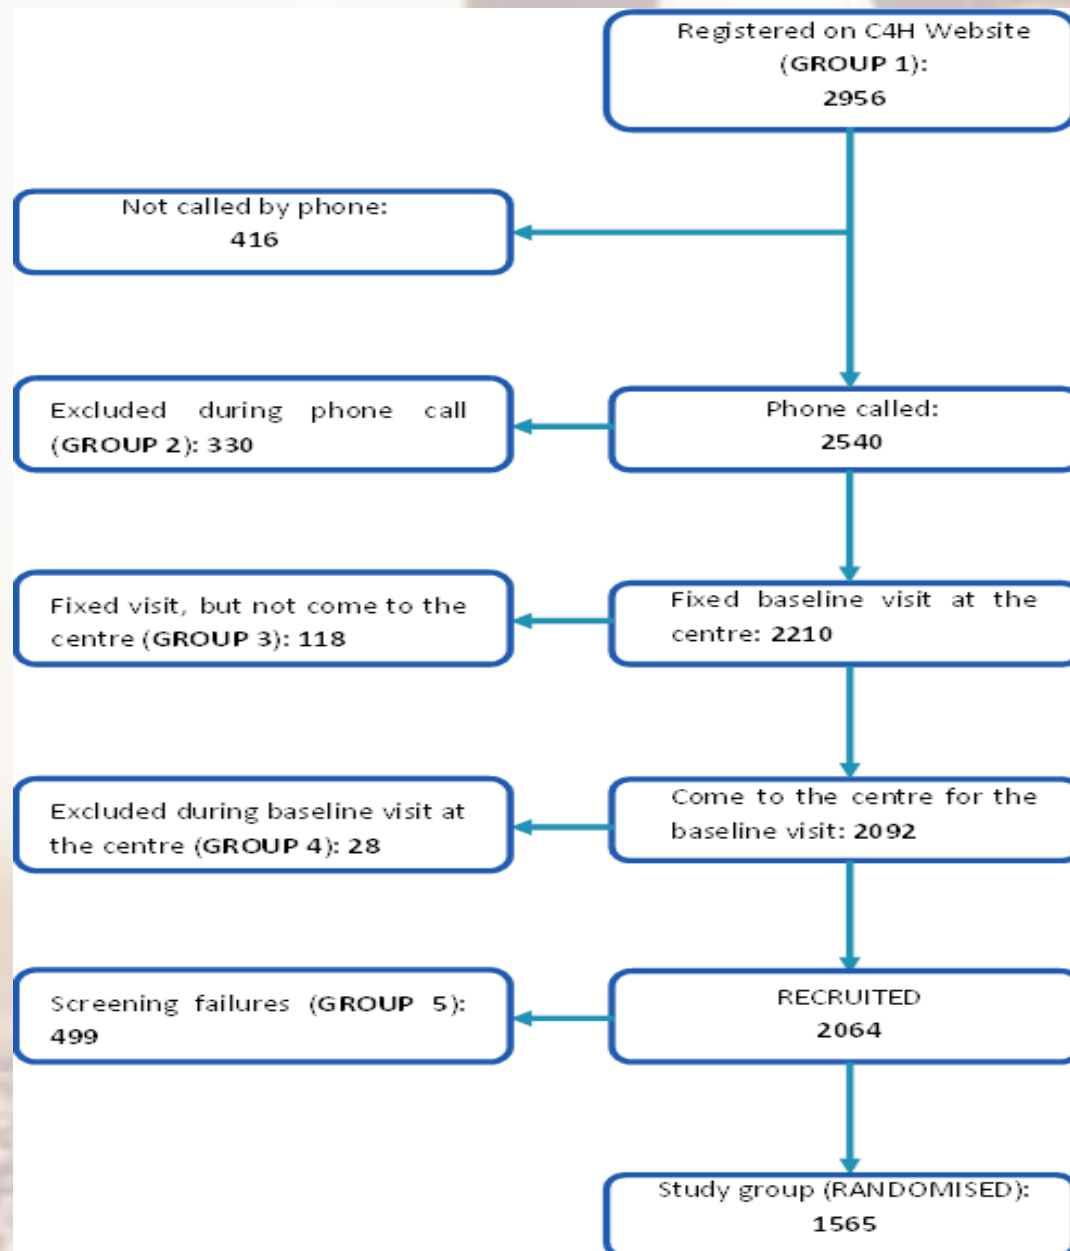 Registered on C4H Website
(GROUP 1):
2956
Not called by phone:
416
Excluded during phone call
(GROUP 2): 330
Phone called:
2540
Fixed visit, but not come to the
centre (GROUP 3): 118
Fixed baseline visit at the
centre: 2210
Excluded during baseline visit at
the centre (GROUP 4): 28
Come to the centre for the
baseline visit: 2092
Screening failures (GROUP 5):
499
RECRUITED
2064
Study group (RANDOMISED):
1565